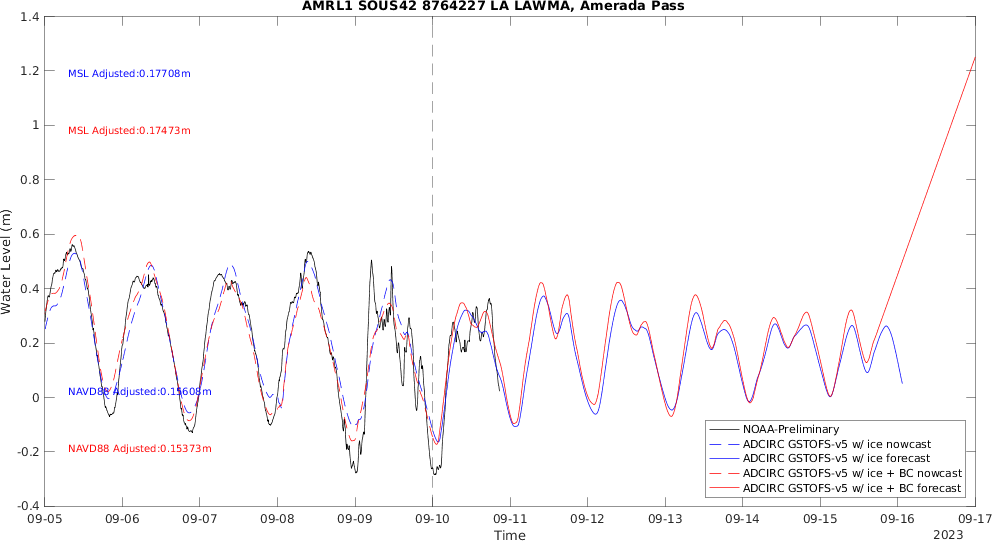 AMRL1 SOUS42 8764227 LA LAWMA, Amerada Pass
1.4
1.2
1
0.8
0.6
0.4
0.2
0
-0.2
-0.4
Water Level (m)
MSL Adjusted:0.17708m
MSL Adjusted:0.17473m
NAVD88 Adjusted:0.15608m
NAVD88 Adjusted:0.15373m
NOAA-Preliminary
ADCIRC GSTOFS-v5 w/ ice nowcast
ADCIRC GSTOFS-v5 w/ ice forecast
ADCIRC GSTOFS-v5 w/ ice + BC nowcast
ADCIRC GSTOFS-v5 w/ ice + BC forecast
09-05 09-06 09-07 09-08 09-09 09-10 09-11 09-12 09-13 09-14 09-15 09-16 09-17
Time
2023